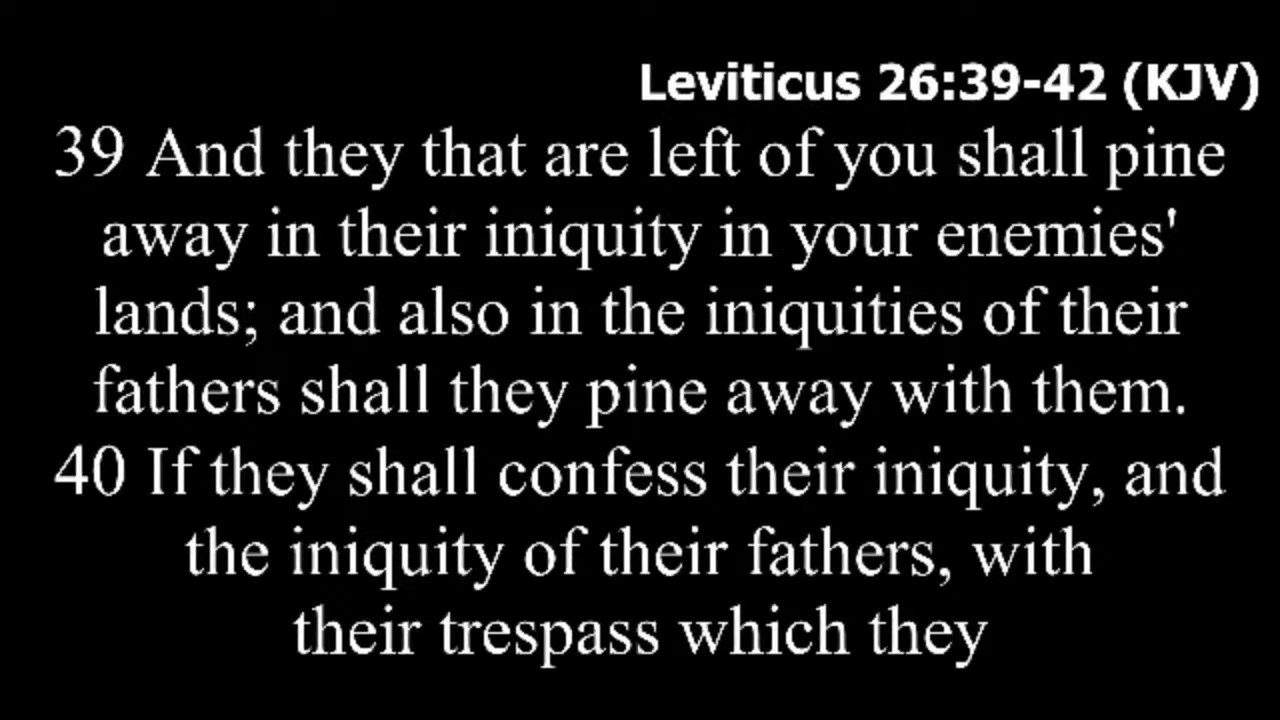 Leviticus 26:39-42 (KJV)
39 And they that are left of you shall pine
away in their iniquity in your enemies'
lands; and also in the iniquities of their
fathers shall they pine away with them.
40 If they shall confess their iniquity, and
the iniquity of their fathers, with
their trespass which they